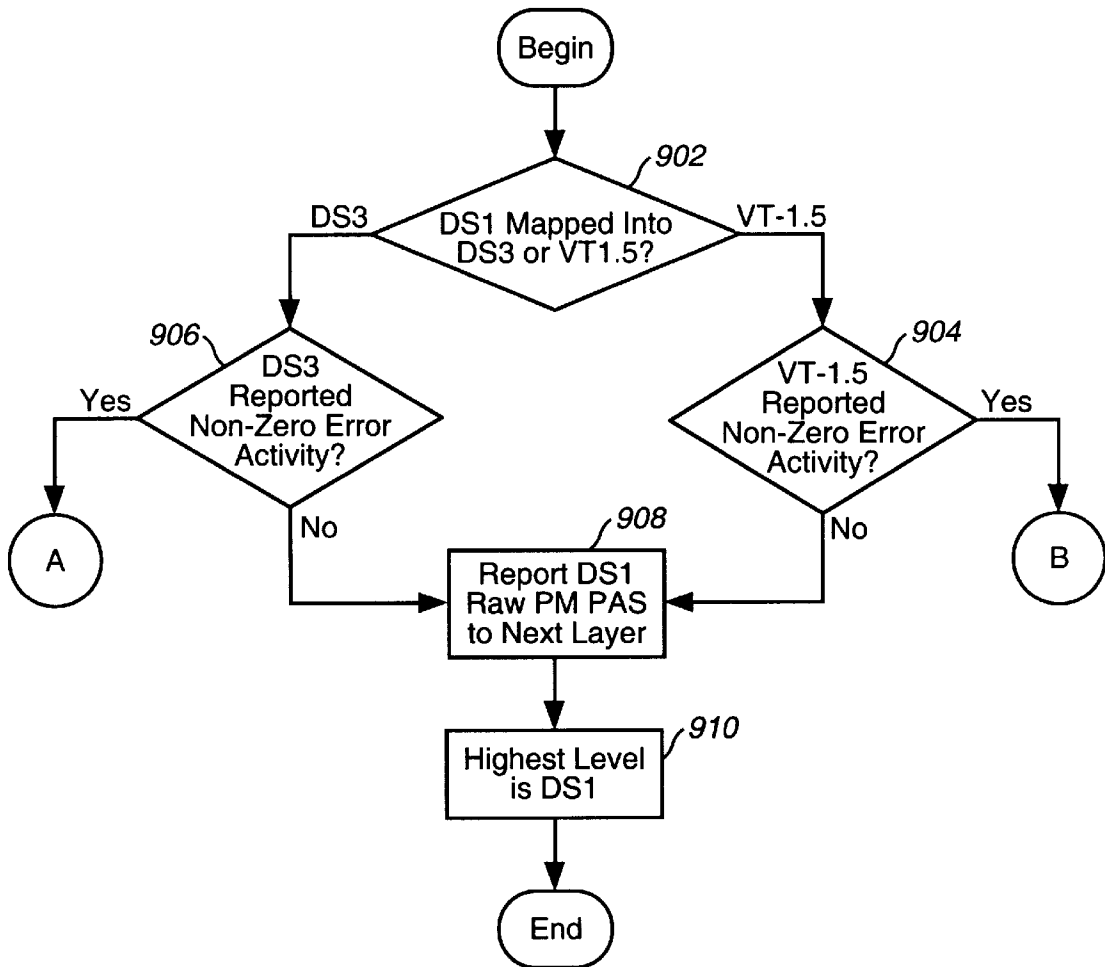 Begin
902
DS3
DS1 Mapped Into
DS3 or VT1.5?
VT-1.5
906
DS3
Reported
Non-Zero Error
Activity?
Yes
No
904
VT-1.5
Reported
Non-Zero Error
Activity?
Yes
No
A
B
908
Report DS1
Raw PM PAS
to Next Layer
910
Highest Level
is DS1
End